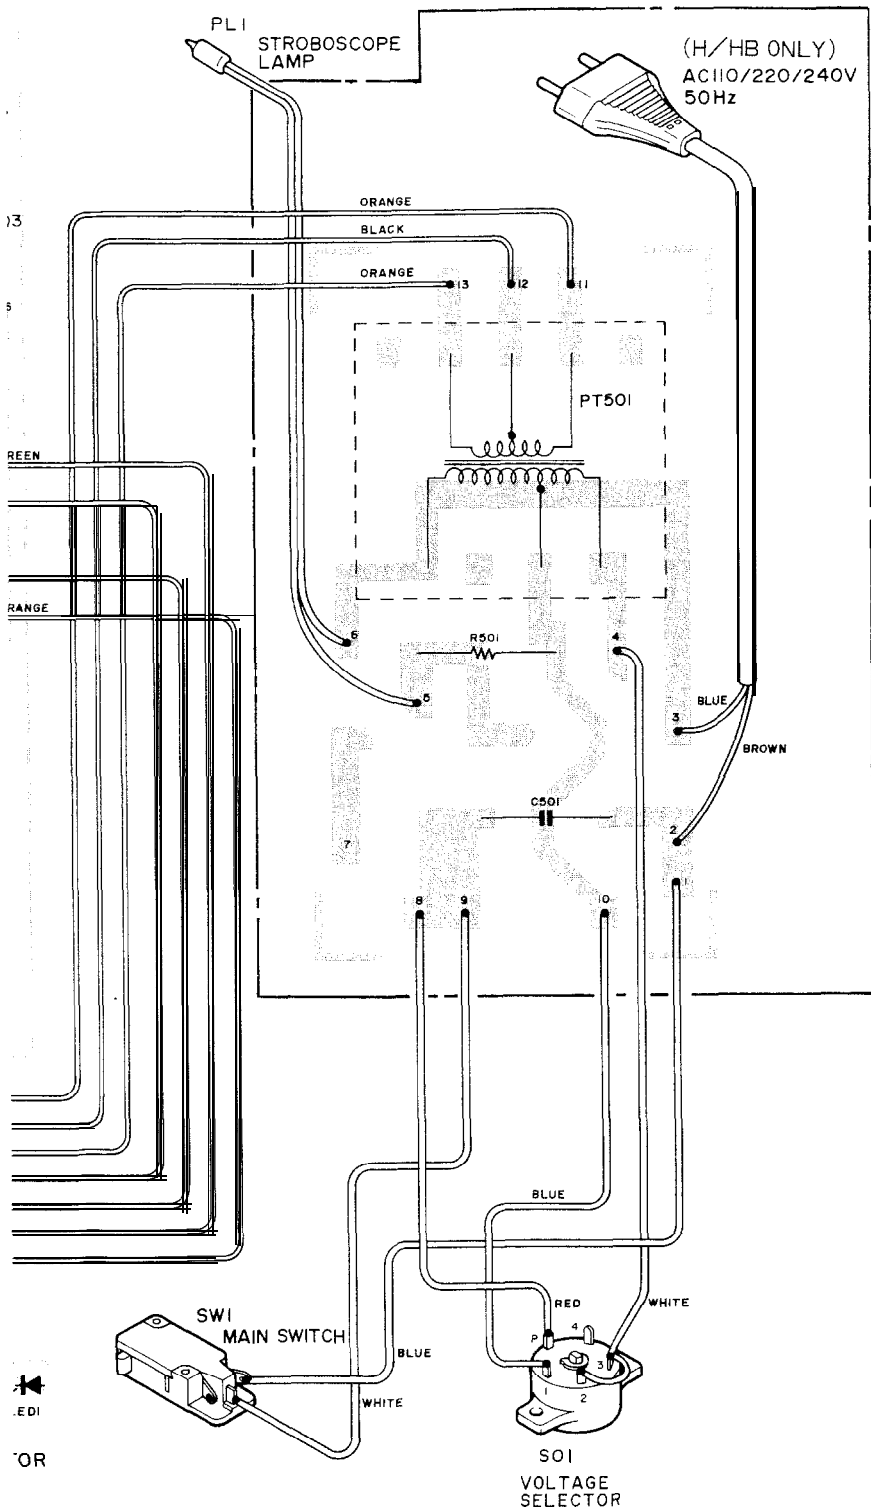 PL1
STROBOSCOPE
LAMP
(H/HB ONLY)
AC110/220/240V
50Hz
ORANGE
BLACK
ORANGE
13
12
11
PT501
REEN
RANGE
6
R501
4
5
3
BLUE
BROWN
C501
2
7
1
8
9
10
BLUE
RED
WHITE
SW1
MAIN SWITCH
BLUE
WHITE
P
4
3
1
2
LED1
TOR
SO1
VOLTAGE
SELECTOR